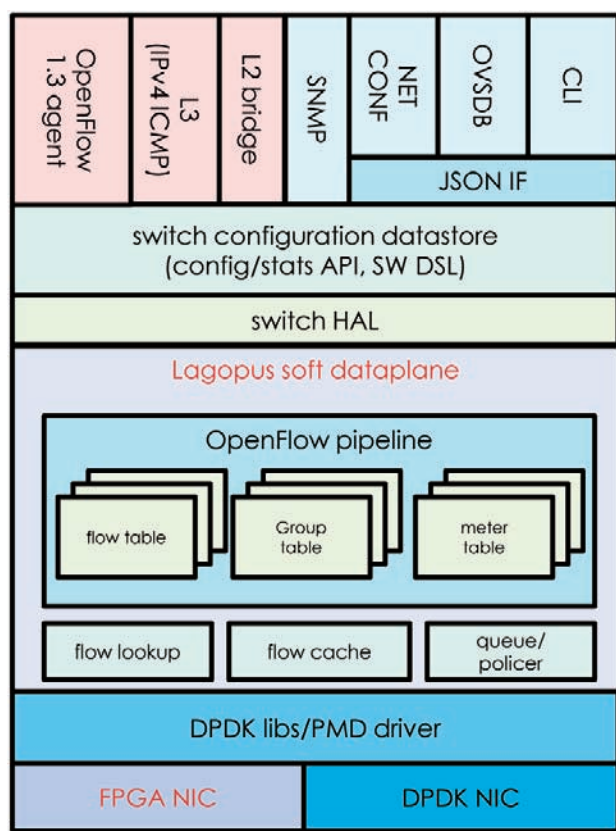 OpenFlow
1.3 agent
L3
(IPv4 ICMP)
L2 bridge
SNMP
NET
CONF
OVSDB
CLI
JSON IF
switch configuration datastore
(config/stats API, SW DSL)
switch HAL
Lagopus soft dataplane
OpenFlow pipeline
flow table
Group
table
meter
table
flow lookup
flow cache
queue/
policer
DPDK libs/PMD driver
FPGA NIC
DPDK NIC